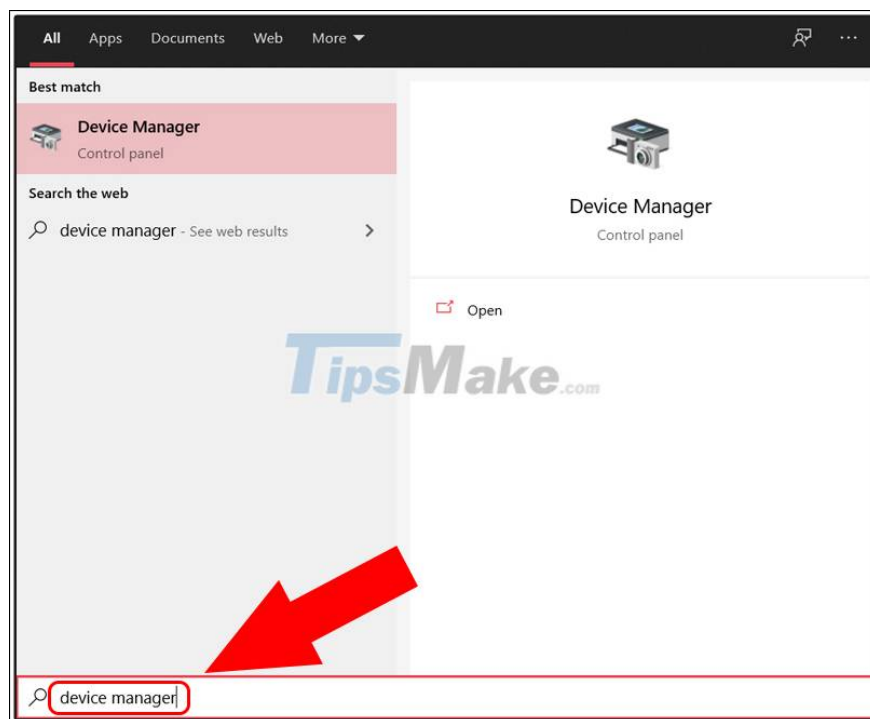 All Apps Documents Web More
Best match
Device Manager
Control panel
Search the web
device manager - See web results
Device Manager
Control panel
Open
TipsMake.com
device manager